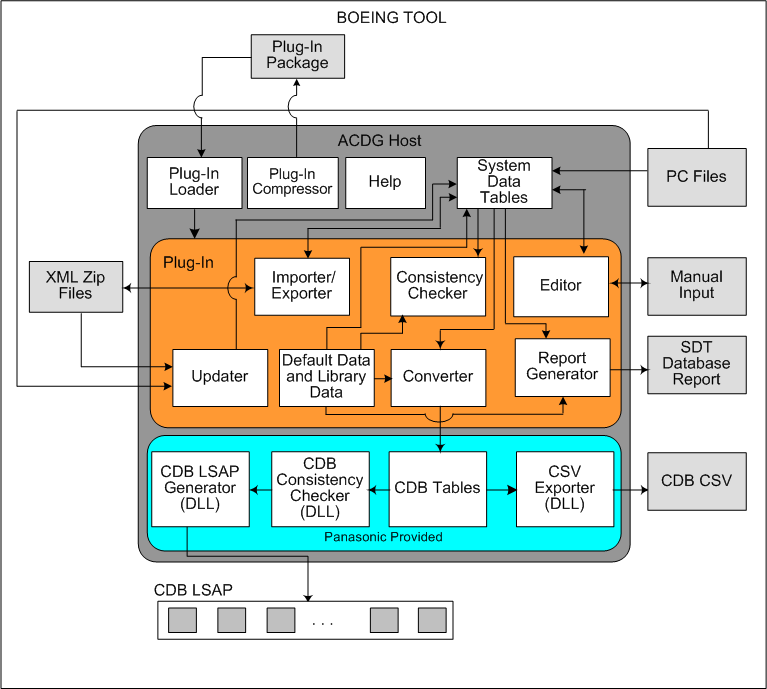 BOEING TOOL
Plug-In
Package
ACDG Host
Plug-In
Loader
Plug-In
Compressor
Help
System
Data
Tables
PC Files
Plug-In
XML Zip
Files
Importer/
Exporter
Consistency
Checker
Editor
Manual
Input
Updater
Default Data
and Library
Data
Converter
Report
Generator
SDT
Database
Report
CDB LSAP
Generator
(DLL)
CDB
Consistency
Checker
(DLL)
CDB Tables
CSV
Exporter
(DLL)
CDB CSV
Panasonic Provided
CDB LSAP
. . .